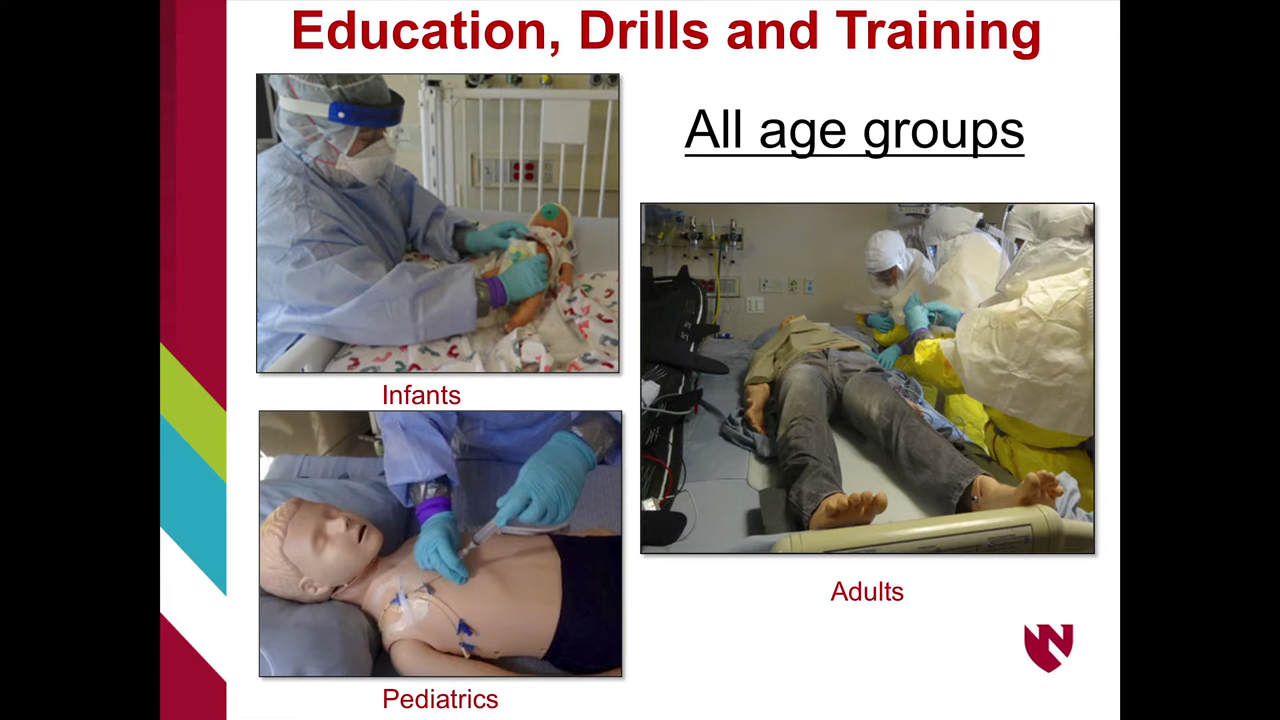 Education, Drills and Training
All age groups
Infants
Adults
Pediatrics